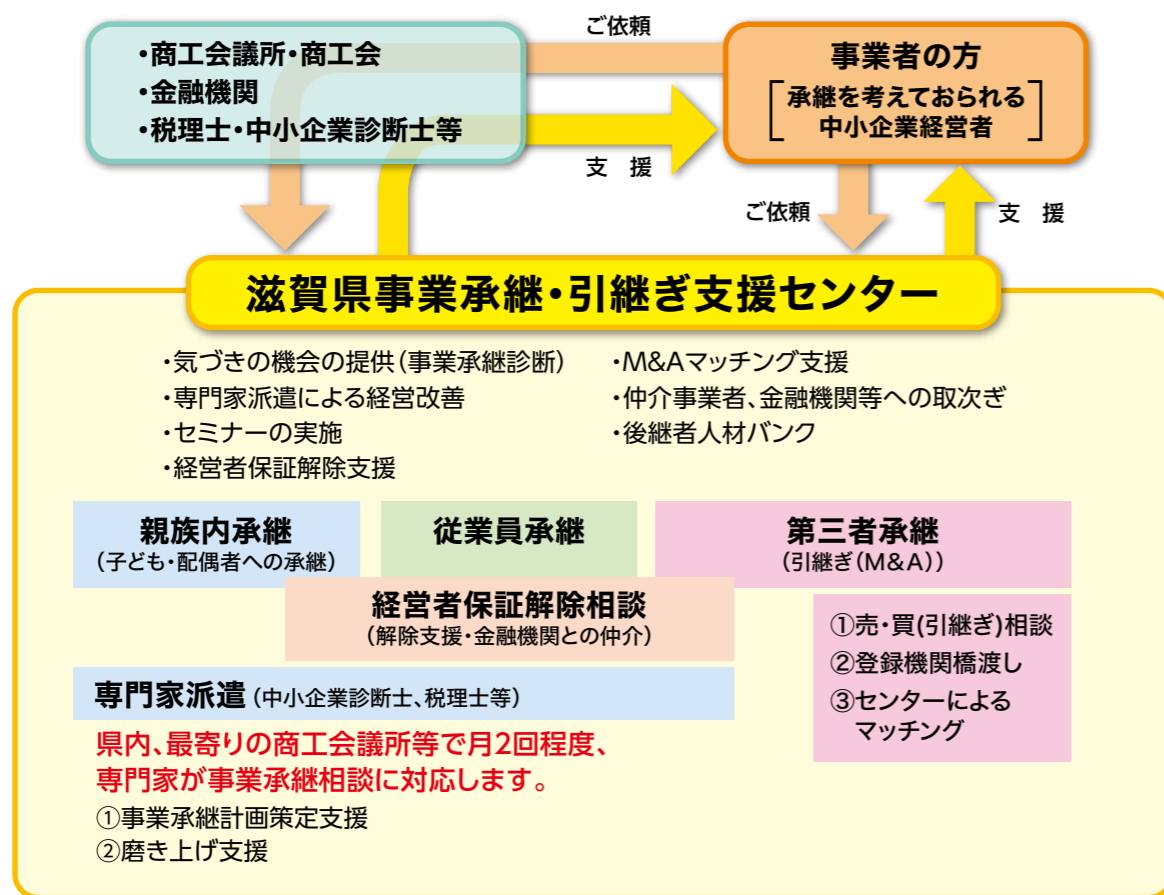 ・商工会議所・商工会
・金融機関
・税理士・中小企業診断士等
ご依頼
支　援
事業者の方
[承継を考えておられる
中小企業経営者]
ご依頼
支　援
滋賀県事業承継・引継ぎ支援センター
・気づきの機会の提供（事業承継診断）
・専門家派遣による経営改善
・セミナーの実施
・経営者保証解除支援
・M&Aマッチング支援
・仲介事業者、金融機関等への取次ぎ
・後継者人材バンク
親族内承継
（子ども・配偶者への承継）
従業員承継
第三者承継
（引継ぎ（M&A））
経営者保証解除相談
（解除支援・金融機関との仲介）
①売・買(引継ぎ)相談
②登録機関橋渡し
③センターによる
マッチング
専門家派遣（中小企業診断士、税理士等）
県内、最寄りの商工会議所等で月2回程度、
専門家が事業承継相談に対応します。
①事業承継計画策定支援
②磨き上げ支援